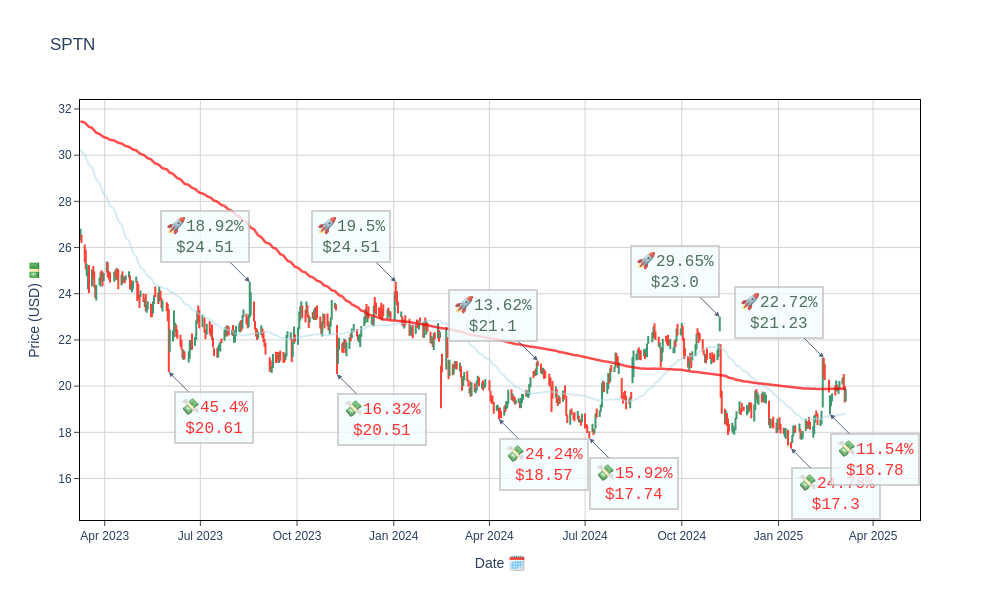 SPTN
Price (USD) 💵
32
30
28
26
24
22
20
18
16
🚀18.92%
$24.51
🚀19.5%
$24.51
🚀13.62%
$21.1
🚀29.65%
$23.0
🚀22.72%
$21.23
💸45.4%
$20.61
💸16.32%
$20.51
💸24.24%
$18.57
💸15.92%
$17.74
💸11.54%
$18.78
$17.3
Apr 2023
Jul 2023
Oct 2023
Jan 2024
Apr 2024
Jul 2024
Oct 2024
Jan 2025
Apr 2025
Date 🗓️